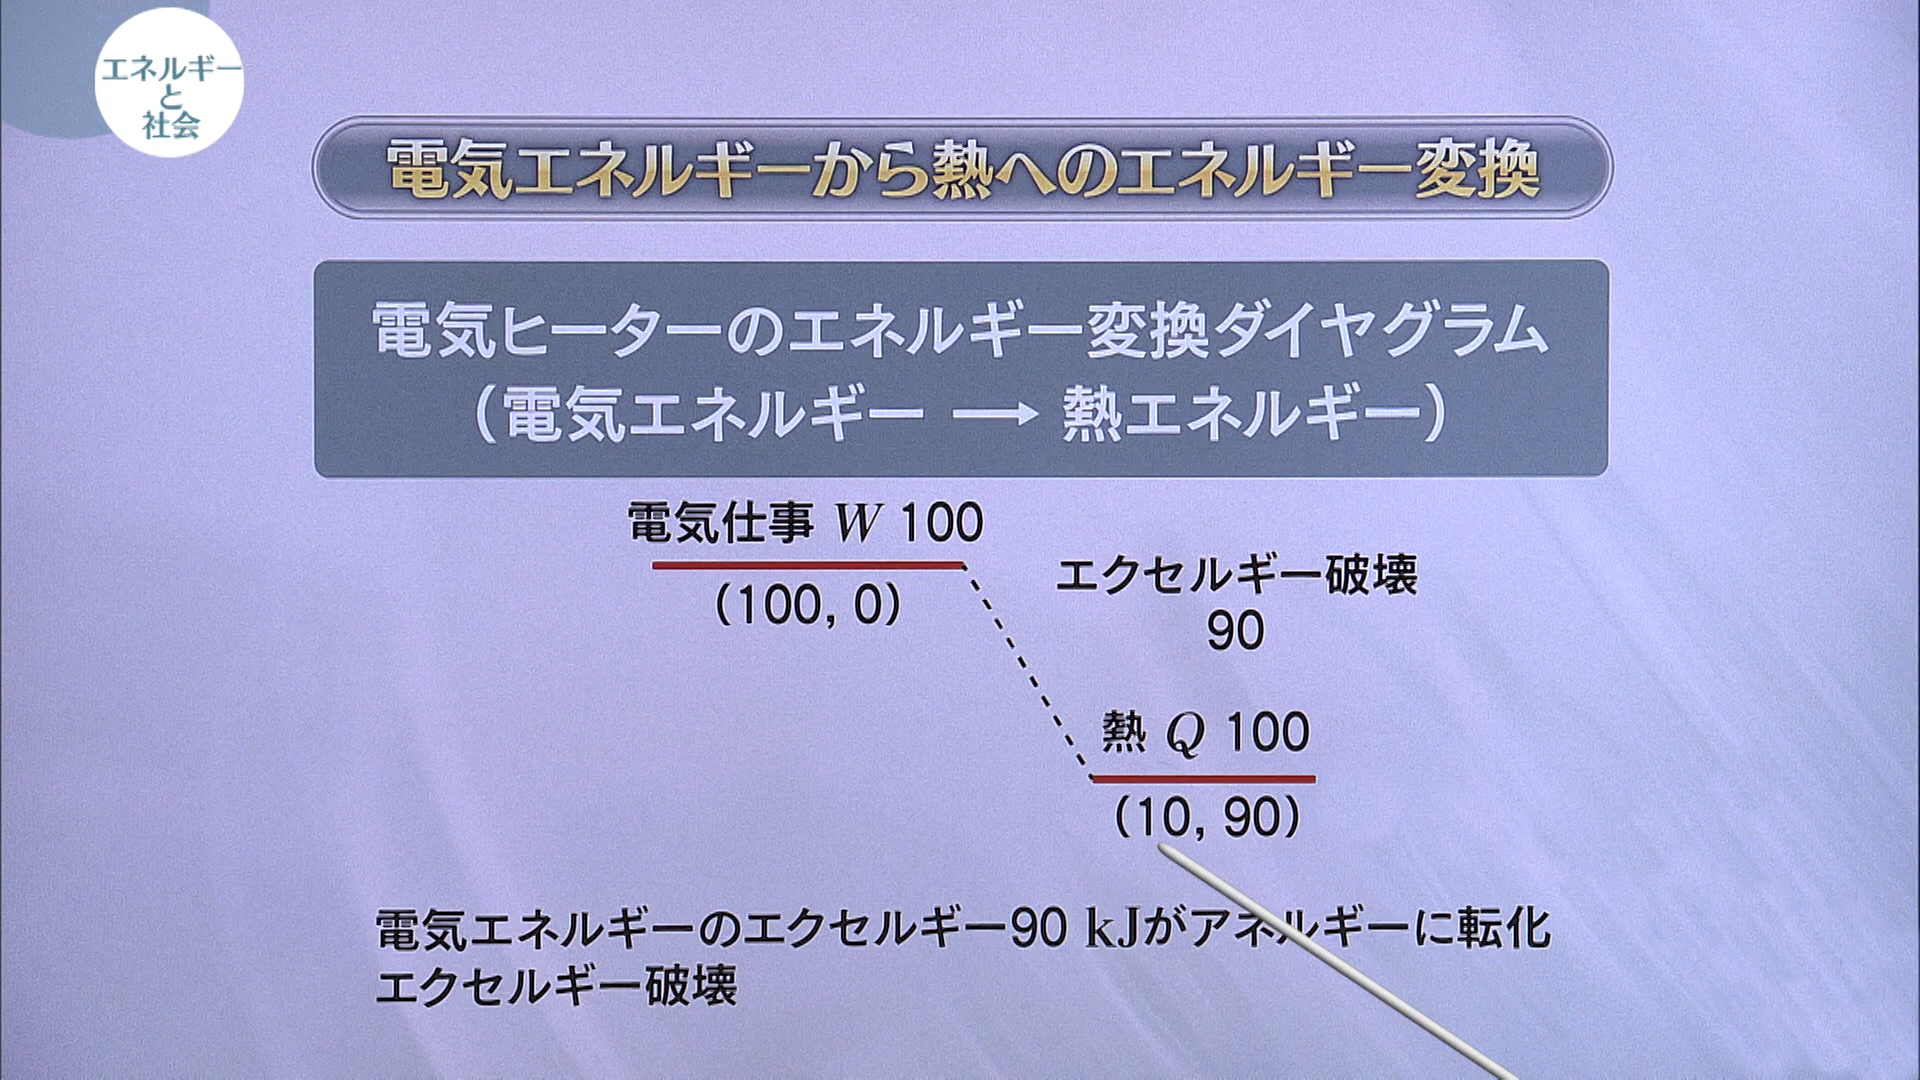 エネルギー
と
社会
電気エネルギーから熱へのエネルギー変換
電気ヒーターのエネルギー変換ダイヤグラム
（電気エネルギー → 熱エネルギー）
電気仕事 W 100
(100, 0)
エクセルギー破壊
90
熱 Q 100
(10, 90)
電気エネルギーのエクセルギー90 kJがアネルギーに転化
エクセルギー破壊